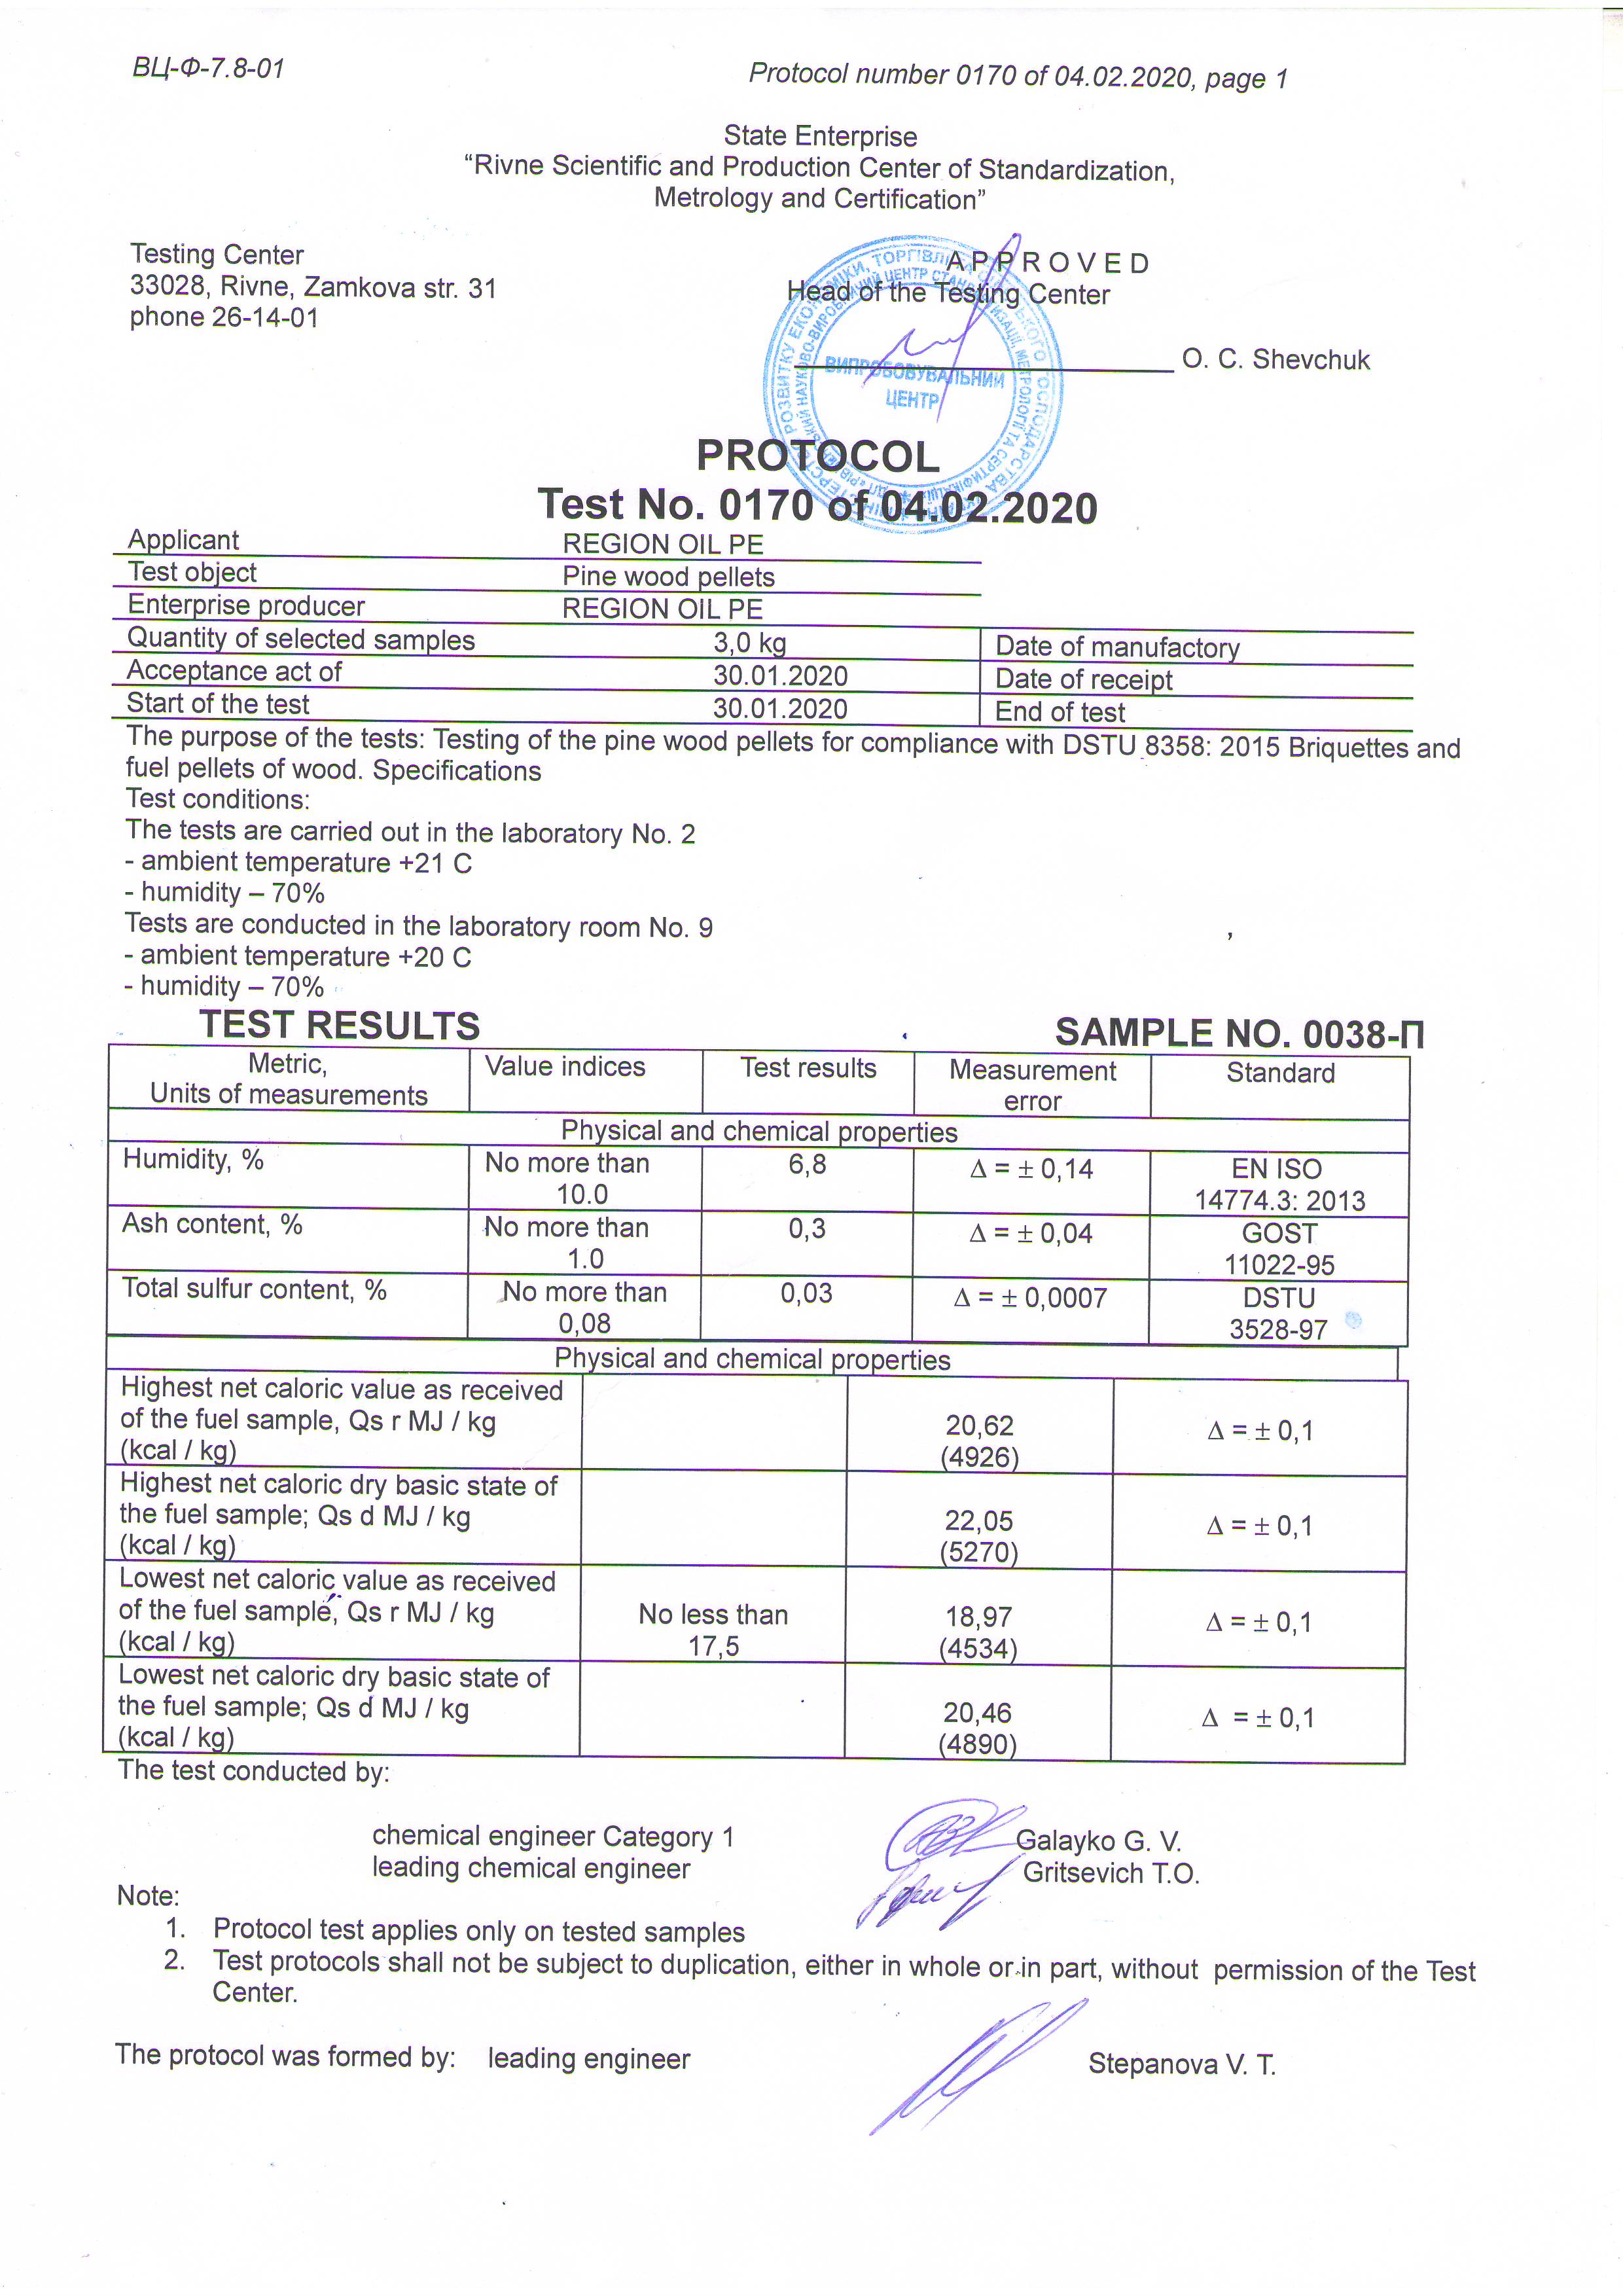 ВЦ-Ф-7.8-01
Protocol number 0170 of 04.02.2020, page 1
State Enterprise
“Rivne Scientific and Production Center of Standardization,
Metrology and Certification”
Testing Center
33028, Rivne, Zamkova str. 31
phone 26-14-01
A P P R O V E D
Head of the Testing Center
O. C. Shevchuk
ВИПРОБОВУВАЛЬНИЙ
ЦЕНТР
PROTOCOL
Test No. 0170 of 04.02.2020
Applicant REGION OIL PE
Test object Pine wood pellets
Enterprise producer REGION OIL PE
Quantity of selected samples 3,0 kg Date of manufactory
Acceptance act of 30.01.2020 Date of receipt
Start of the test 30.01.2020 End of test
The purpose of the tests: Testing of the pine wood pellets for compliance with DSTU 8358: 2015 Briquettes and
fuel pellets of wood. Specifications
Test conditions:
The tests are carried out in the laboratory No. 2
- ambient temperature +21 C
- humidity – 70%
Tests are conducted in the laboratory room No. 9
- ambient temperature +20 C
- humidity – 70%
TEST RESULTS SAMPLE NO. 0038-П
Metric, Value indices Test results Measurement Standard
Units of measurements error
Physical and chemical properties
Humidity, % No more than 6,8 Δ = ± 0,14 EN ISO
10.0 14774.3: 2013
Ash content, % No more than 0,3 Δ = ± 0,04 GOST
1.0 11022-95
Total sulfur content, % No more than 0,03 Δ = ± 0,0007 DSTU
0,08 3528-97
Physical and chemical properties
Highest net caloric value as received
of the fuel sample, Qs r MJ / kg 20,62 Δ = ± 0,1
(kcal / kg) (4926)
Highest net caloric dry basic state of
the fuel sample; Qs d MJ / kg 22,05 Δ = ± 0,1
(kcal / kg) (5270)
Lowest net caloric value as received
of the fuel sample, Qs r MJ / kg No less than 18,97 Δ = ± 0,1
(kcal / kg) 17,5 (4534)
Lowest net caloric dry basic state of
the fuel sample; Qs d MJ / kg 20,46 Δ = ± 0,1
(kcal / kg) (4890)
The test conducted by:
chemical engineer Category 1 Galayko G. V.
leading chemical engineer Gritsevich T.O.
Note:
1. Protocol test applies only on tested samples
2. Test protocols shall not be subject to duplication, either in whole or in part, without permission of the Test
Center.
The protocol was formed by: leading engineer Stepanova V. T.